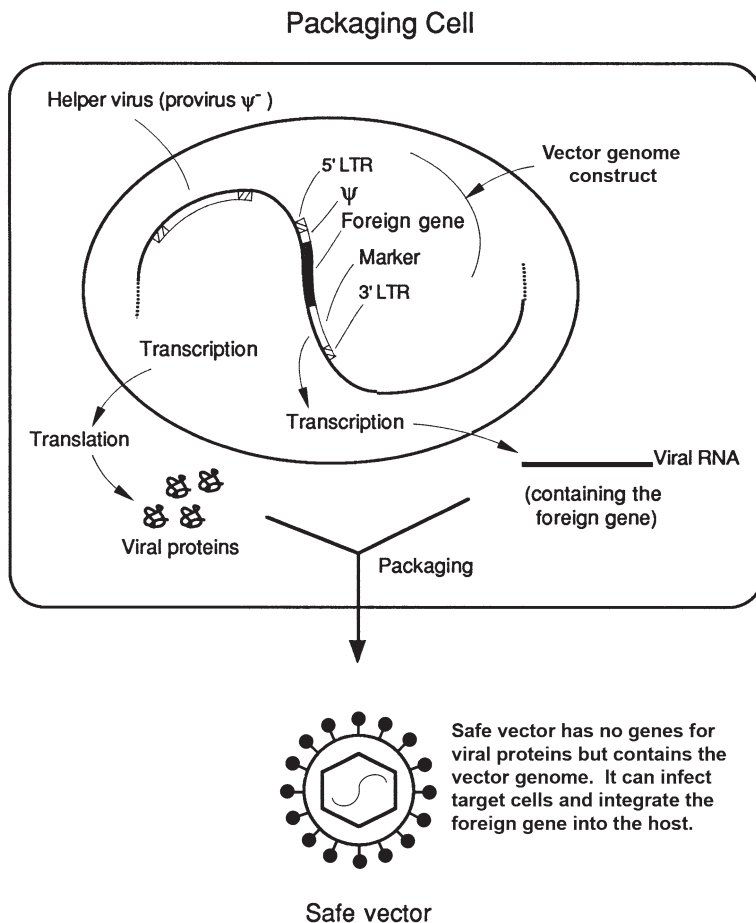 Packaging Cell
Helper virus (provirus ψ⁻ )
5' LTR
ψ
Foreign gene
Marker
3' LTR
Vector genome
construct
Transcription
Transcription
Translation
Viral RNA
(containing the
foreign gene)
Viral proteins
Packaging
Safe vector has no genes for
viral proteins but contains the
vector genome. It can infect
target cells and integrate the
foreign gene into the host.
Safe vector